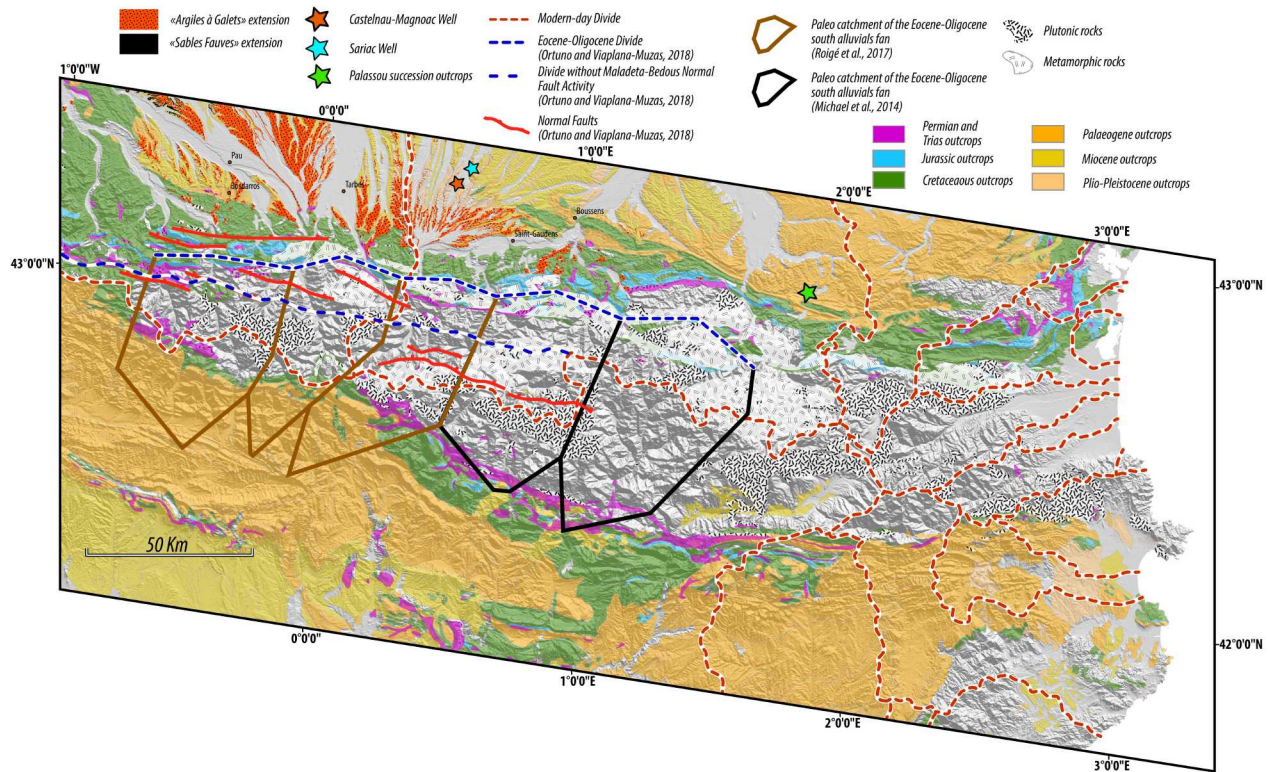 «Argiles à Galets» extension
«Sables Fauves» extension
Castelnau-Magnoac Well
Sariac Well
Palassou succession outcrops
Modern-day Divide
Eocene-Oligocene Divide
(Ortuno and Viaplana-Muzas, 2018)
Divide without Maladeta-Bedous Normal
Fault Activity
(Ortuno and Viaplana-Muzas, 2018)
Normal Faults
(Ortuno and Viaplana-Muzas, 2018)
Paleo catchment of the Eocene-Oligocene
south alluvials fan
(Roigé et al., 2017)
Paleo catchment of the Eocene-Oligocene
south alluvials fan
(Michael et al., 2014)
Plutonic rocks
Metamorphic rocks
Permian and
Trias outcrops
Jurassic outcrops
Cretaceaous outcrops
Palaeogene outcrops
Miocene outcrops
Plio-Pleistocene outcrops
1°0'0"W
0°0'0"
1°0'0"E
2°0'0"E
3°0'0"E
Pau
Bosdarros
Tarbes
Boussens
Saint-Gaudens
43°0'0"N
43°0'0"N
50 Km
42°0'0"N
0°0'0"
1°0'0"E
2°0'0"E
3°0'0"E